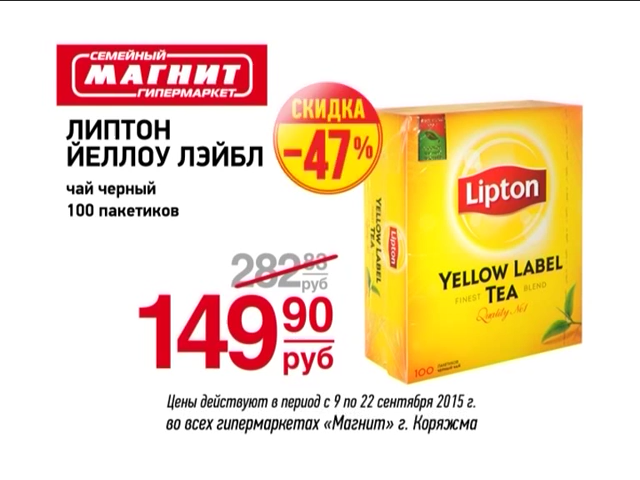 СЕМЕЙНЫЙ
МАГНИТ
ГИПЕРМАРКЕТ
ЛИПТОН
ЙЕЛЛОУ ЛЭЙБЛ
чай черный
100 пакетиков
СКИДКА
-47%
282 83
руб
149 90
руб
Lipton
YELLOW LABEL
TEA
FINEST BLEND
Quality №1
100
Lipton
YELLOW LABEL
TEA
Цены действуют в период с 9 по 22 сентября 2015 г.
во всех гипермаркетах «Магнит» г. Коряжма